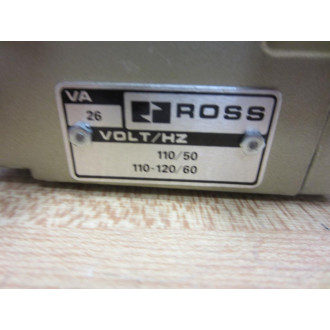 VA
26
ROSS
VOLT/HZ
110/50
110-120/60